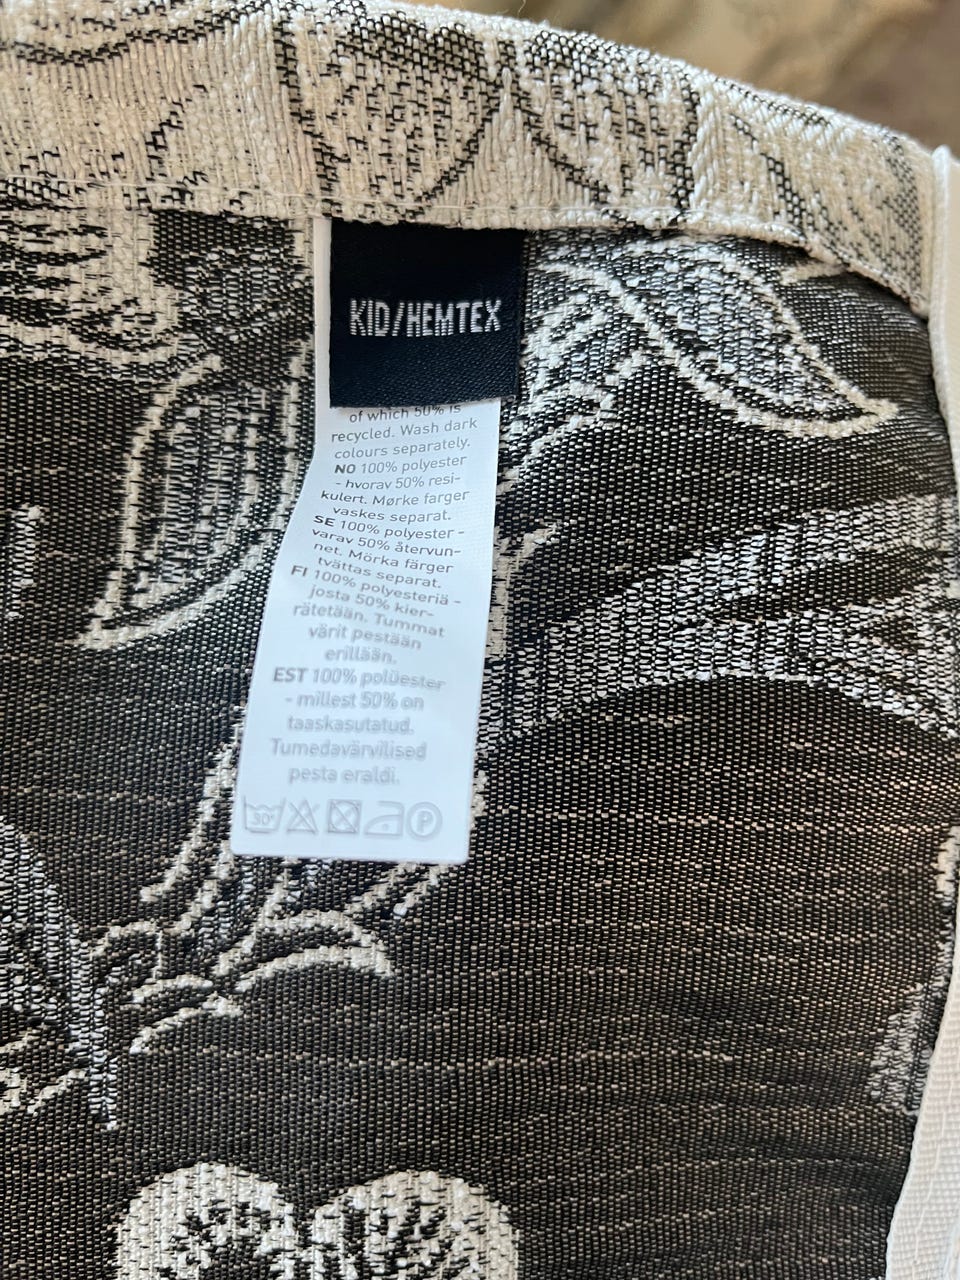 KID/HEMTEX
of which 50% is
recycled. Wash dark
colours separately.
NO 100% polyester
- hvorav 50% resi-
kulert. Mørke farger
vaskes separat.
SE 100% polyester -
varav 50% återvun-
net. Mörka färger
tvättas separat.
FI 100% polyesteriä -
josta 50% kier-
rätetään. Tummat
värit pestään
erillään.
EST 100% polüester
- millest 50% on
taaskasutatud.
Tumedavärvilised
pesta eraldi.
30° P